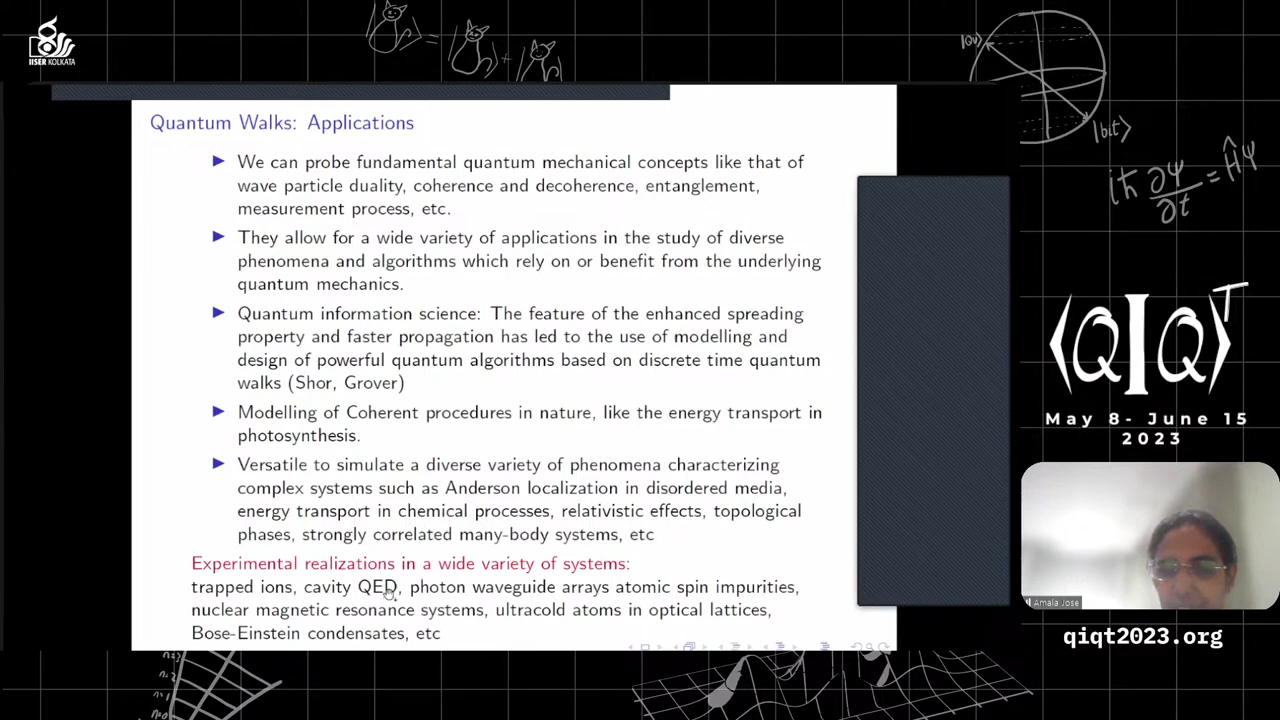 IISER KOLKATA
|Qu⟩
|bit⟩
iħ ∂ψ/∂t = Ĥψ
Quantum Walks: Applications
We can probe fundamental quantum mechanical concepts like that of
wave particle duality, coherence and decoherence, entanglement,
measurement process, etc.
They allow for a wide variety of applications in the study of diverse
phenomena and algorithms which rely on or benefit from the underlying
quantum mechanics.
Quantum information science: The feature of the enhanced spreading
property and faster propagation has led to the use of modelling and
design of powerful quantum algorithms based on discrete time quantum
walks (Shor, Grover)
Modelling of Coherent procedures in nature, like the energy transport in
photosynthesis.
Versatile to simulate a diverse variety of phenomena characterizing
complex systems such as Anderson localization in disordered media,
energy transport in chemical processes, relativistic effects, topological
phases, strongly correlated many-body systems, etc
Experimental realizations in a wide variety of systems:
trapped ions, cavity QED, photon waveguide arrays atomic spin impurities,
nuclear magnetic resonance systems, ultracold atoms in optical lattices,
Bose-Einstein condensates, etc
⟨QIQ⟩T
May 8- June 15
2023
Amala Jose
qiqt2023.org
n=3
n=2
n=1
n=0